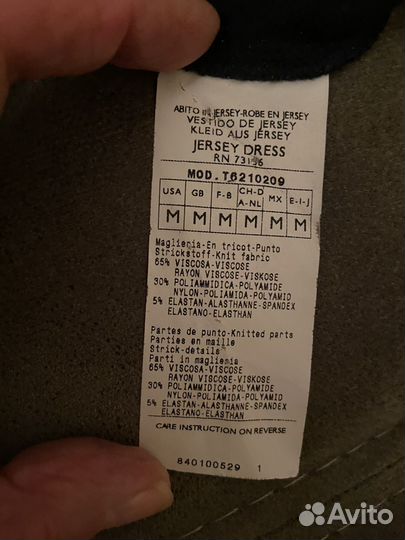 ABITO IN JERSEY-ROBE EN JERSEY
VESTIDO DE JERSEY
KLEID AUS JERSEY
JERSEY DRESS
RN 73156
MOD. T6210209
USA GB F-B CH-D A-NL MX E-I-J
M M M M M M
Maglieria-En tricot-Punto
Strickstoff-Knit fabric
65% VISCOSA-VISCOSE
RAYON VISCOSE-VISKOSE
30% POLIAMMIDICA-POLYAMIDE
NYLON-POLIAMIDA-POLYAMID
5% ELASTAN-ALASTHANNE-SPANDEX
ELASTANO-ELASTHAN
Partes de punto-Knitted parts
Parties en maille
Strick-details
Parti in maglieria
65% VISCOSA-VISCOSE
RAYON VISCOSE-VISKOSE
30% POLIAMMIDICA-POLYAMIDE
NYLON-POLIAMIDA-POLYAMID
5% ELASTAN-ALASTHANNE-SPANDEX
ELASTANO-ELASTHAN
CARE INSTRUCTION ON REVERSE
840100529 1
Avito